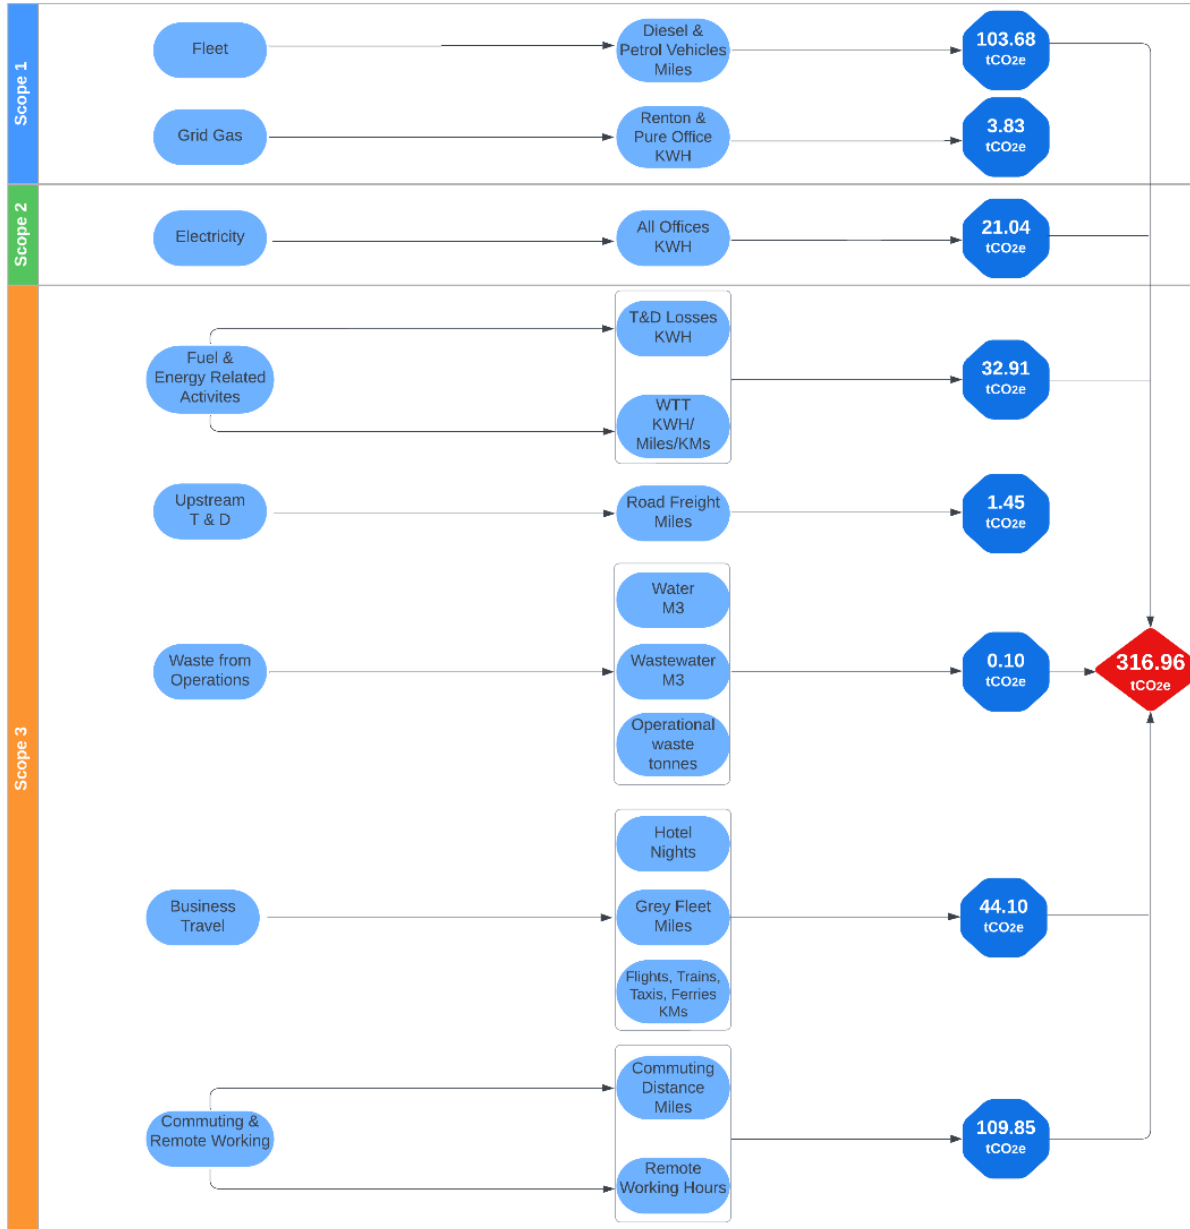 Scope 1
Fleet
Diesel &
Petrol Vehicles
Miles
103.68
tCO2e
Grid Gas
Renton &
Pure Office
KWH
3.83
tCO2e
Scope 2
Electricity
All Offices
KWH
21.04
tCO2e
Scope 3
Fuel &
Energy Related
Activites
T&D Losses
KWH
WTT
KWH/
Miles/KMs
32.91
tCO2e
Upstream
T & D
Road Freight
Miles
1.45
tCO2e
Waste from
Operations
Water
M3
Wastewater
M3
Operational
waste
tonnes
0.10
tCO2e
316.96
tCO2e
Business
Travel
Hotel
Nights
Grey Fleet
Miles
Flights, Trains,
Taxis, Ferries
KMs
44.10
tCO2e
Commuting &
Remote Working
Commuting
Distance
Miles
Remote
Working Hours
109.85
tCO2e